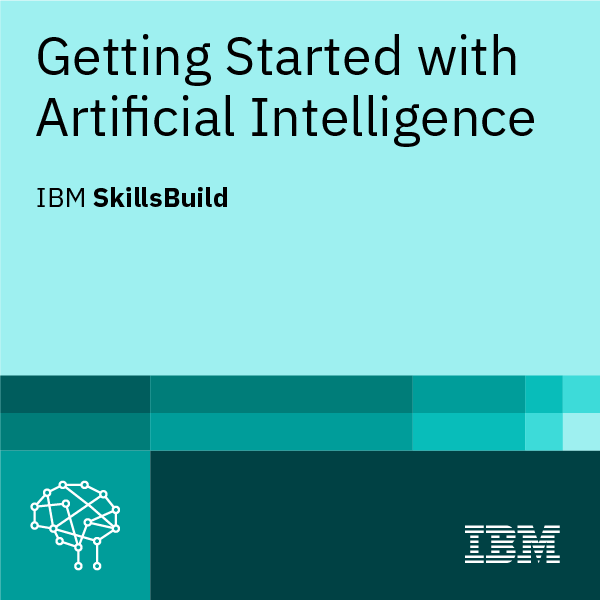 Getting Started with
Artificial Intelligence
IBM SkillsBuild
IBM